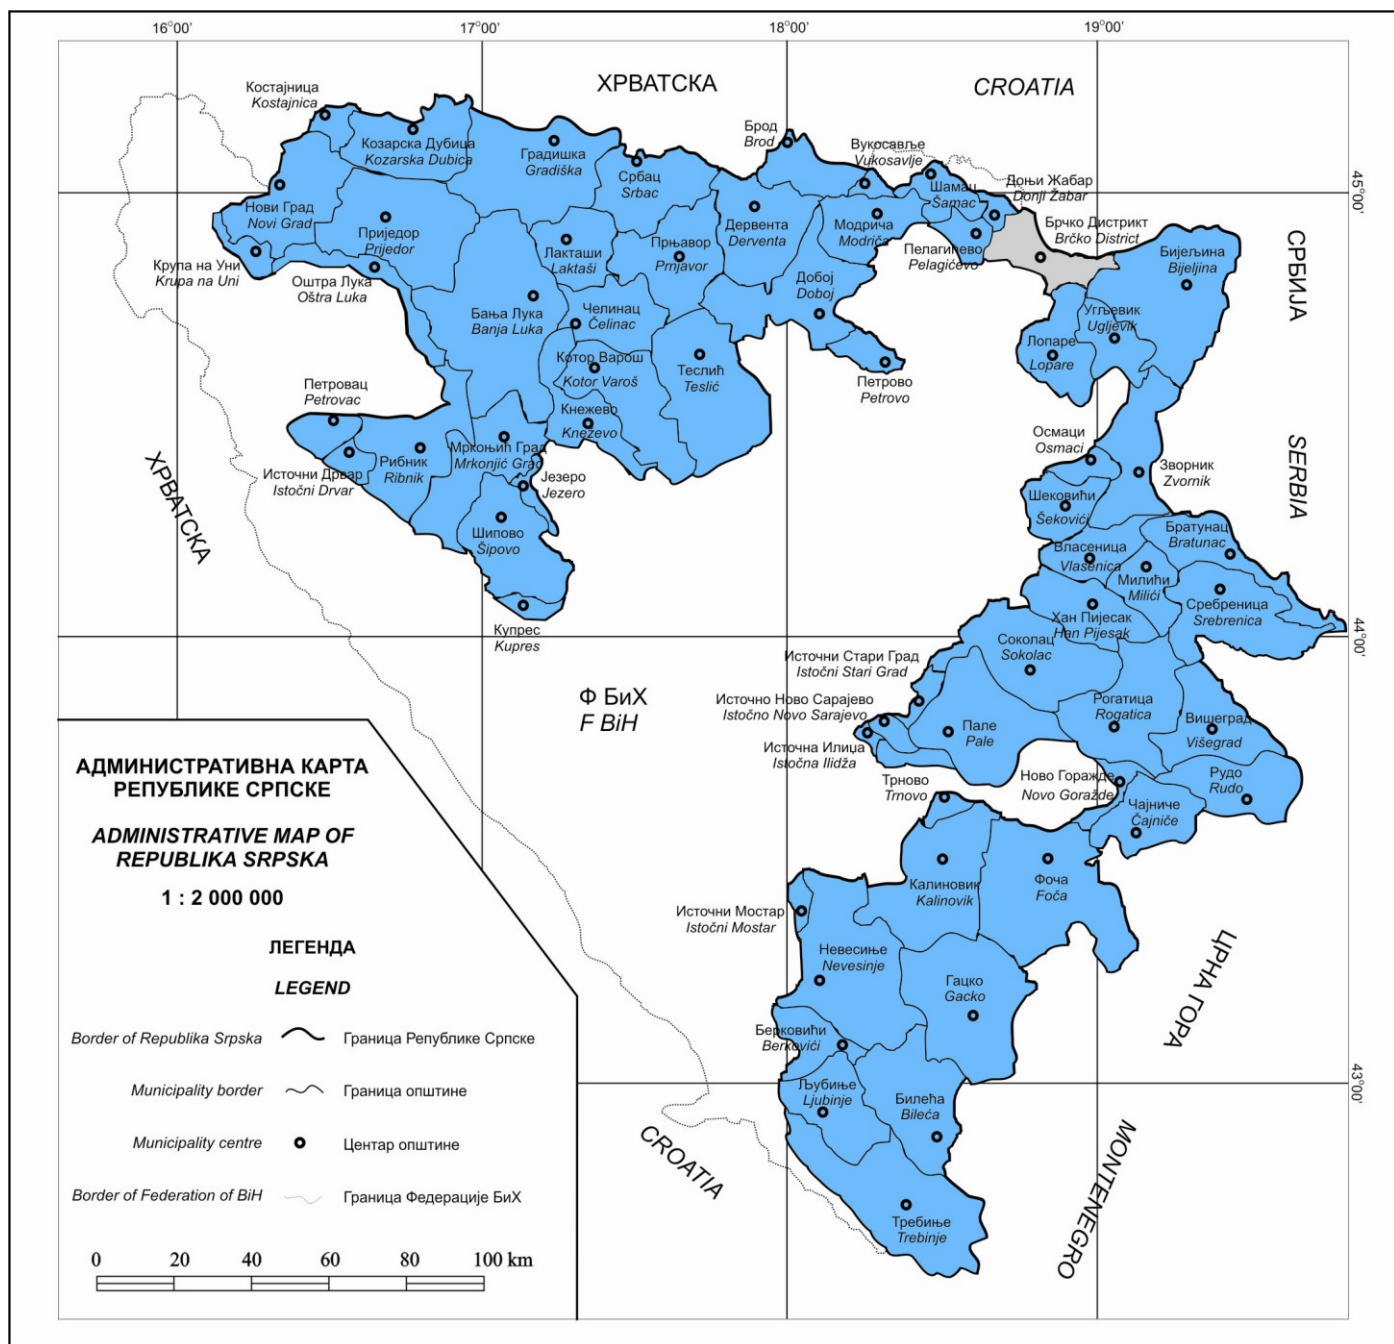 16°00'
17°00'
18°00'
19°00'
ХРВАТСКА
CROATIA
Костајница
Kostajnica
Козарска Дубица
Kozarska Dubica
Градишка
Gradiška
Србац
Srbac
Брод
Brod
Вукосавље
Vukosavlje
Шамац
Šamac
Доњи Жабар
Donji Žabar
45°00'
Нови Град
Novi Grad
Приједор
Prijedor
Дервента
Derventa
Модрича
Modriča
Пелагићево
Pelagićevo
Брчко Дистрикт
Brčko District
Бијељина
Bijeljina
СРБИЈА
Крупа на Уни
Krupa na Uni
Оштра Лука
Oštra Luka
Лакташи
Laktaši
Прњавор
Prnjavor
Добој
Doboj
Бања Лука
Banja Luka
Челинац
Čelinac
Угљевик
Ugljevik
Лопаре
Lopare
Котор Варош
Kotor Varoš
Теслић
Teslić
Петрово
Petrovo
Петровац
Petrovac
Кнежево
Kneževo
Осмаци
Osmaci
SERBIA
Источни Дрвар
Istočni Drvar
Рибник
Ribnik
Мркоњић Град
Mrkonjić Grad
Језеро
Jezero
Зворник
Zvornik
ХРВАТСКА
Шипово
Šipovo
Шековићи
Šekovići
Братунац
Bratunac
Власеница
Vlasenica
Милићи
Milići
Сребреница
Srebrenica
Купрес
Kupres
Хан Пијесак
Han Pijesak
44°00'
Соколац
Sokolac
Источни Стари Град
Istočni Stari Grad
Ф БиХ
F BiH
Источно Ново Сарајево
Istočno Novo Sarajevo
Источна Илиџа
Istočna Ilidža
Пале
Pale
Рогатица
Rogatica
Вишеград
Višegrad
Трново
Trnovo
Ново Горажде
Novo Goražde
Рудо
Rudo
Чајниче
Čajniče
Калиновик
Kalinovik
Фоча
Foča
Источни Мостар
Istočni Mostar
Невесиње
Nevesinje
Гацко
Gacko
ЦРНА ГОРА
Берковићи
Berkovići
43°00'
Љубиње
Ljubinje
Билећа
Bileća
CROATIA
MONTENEGRO
Требиње
Trebinje
АДМИНИСТРАТИВНА КАРТА
РЕПУБЛИКЕ СРПСКЕ
ADMINISTRATIVE MAP OF
REPUBLIKA SRPSKA
1 : 2 000 000
ЛЕГЕНДА
LEGEND
Border of Republika Srpska Граница Републике Српске
Municipality border Граница општине
Municipality centre Центар општине
Border of Federation of BiH Граница Федерације БиХ
0 20 40 60 80 100 km